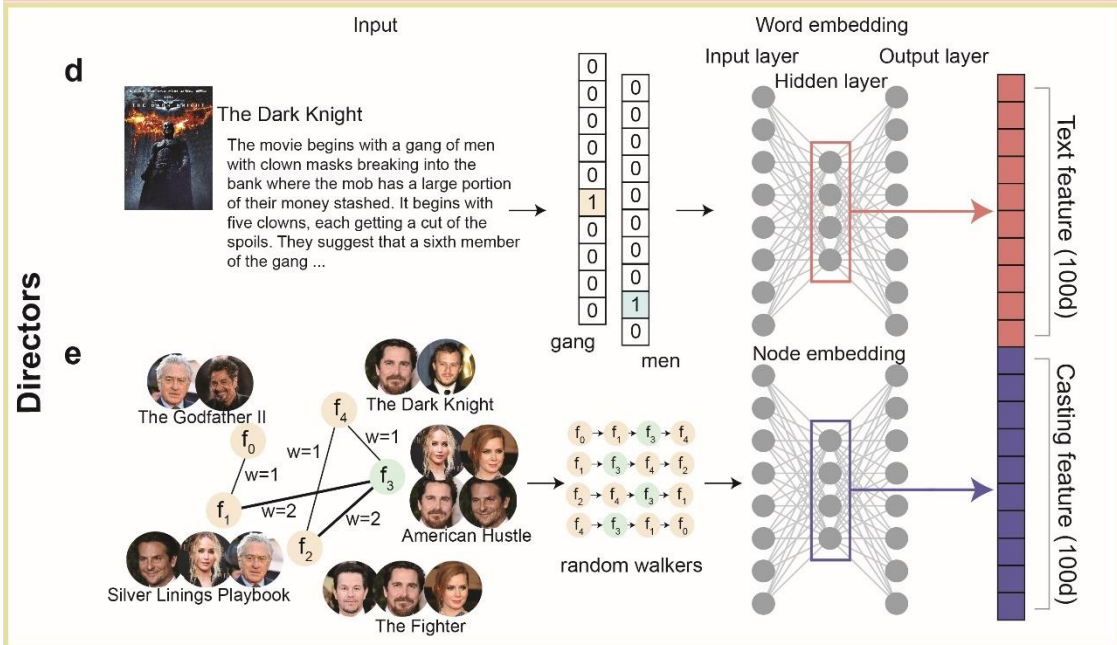 Input
Word embedding
Input layer
Output layer
Hidden layer
d
THE DARK KNIGHT
The Dark Knight
The movie begins with a gang of men
with clown masks breaking into the
bank where the mob has a large portion
of their money stashed. It begins with
five clowns, each getting a cut of the
spoils. They suggest that a sixth member
of the gang ...
0
0
0
0
0
1
0
0
0
0
gang
0
0
0
0
0
0
0
0
1
0
men
Text feature (100d)
Directors
e
The Godfather II
The Dark Knight
American Hustle
Silver Linings Playbook
The Fighter
f0
f1
f2
f3
f4
w=1
w=1
w=1
w=2
w=2
f0 → f1 → f3 → f4
f1 → f3 → f4 → f2
f2 → f4 → f3 → f1
f4 → f3 → f1 → f0
random walkers
Node embedding
Casting feature (100d)